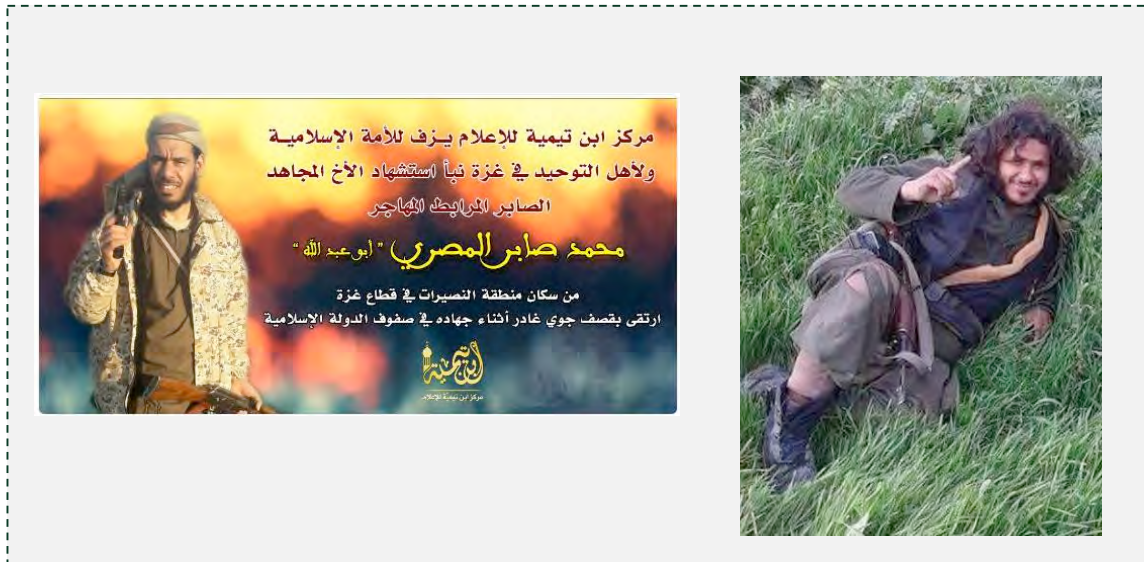 مركز ابن تيمية للإعلام يـزف للأمة الإسلاميـة
ولأهل التوحيد في غزة نبأ استشهاد الأخ المجاهد
الصابر المرابط المهاجر
محمد صابر المصري "أبو عبد الله"
من سكان منطقة النصيرات في قطاع غزة
ارتقى بقصف جوي غادر أثناء جهاده في صفوف الدولة الإسلامية
ابن تيمية
مركز ابن تيمية للإعلام